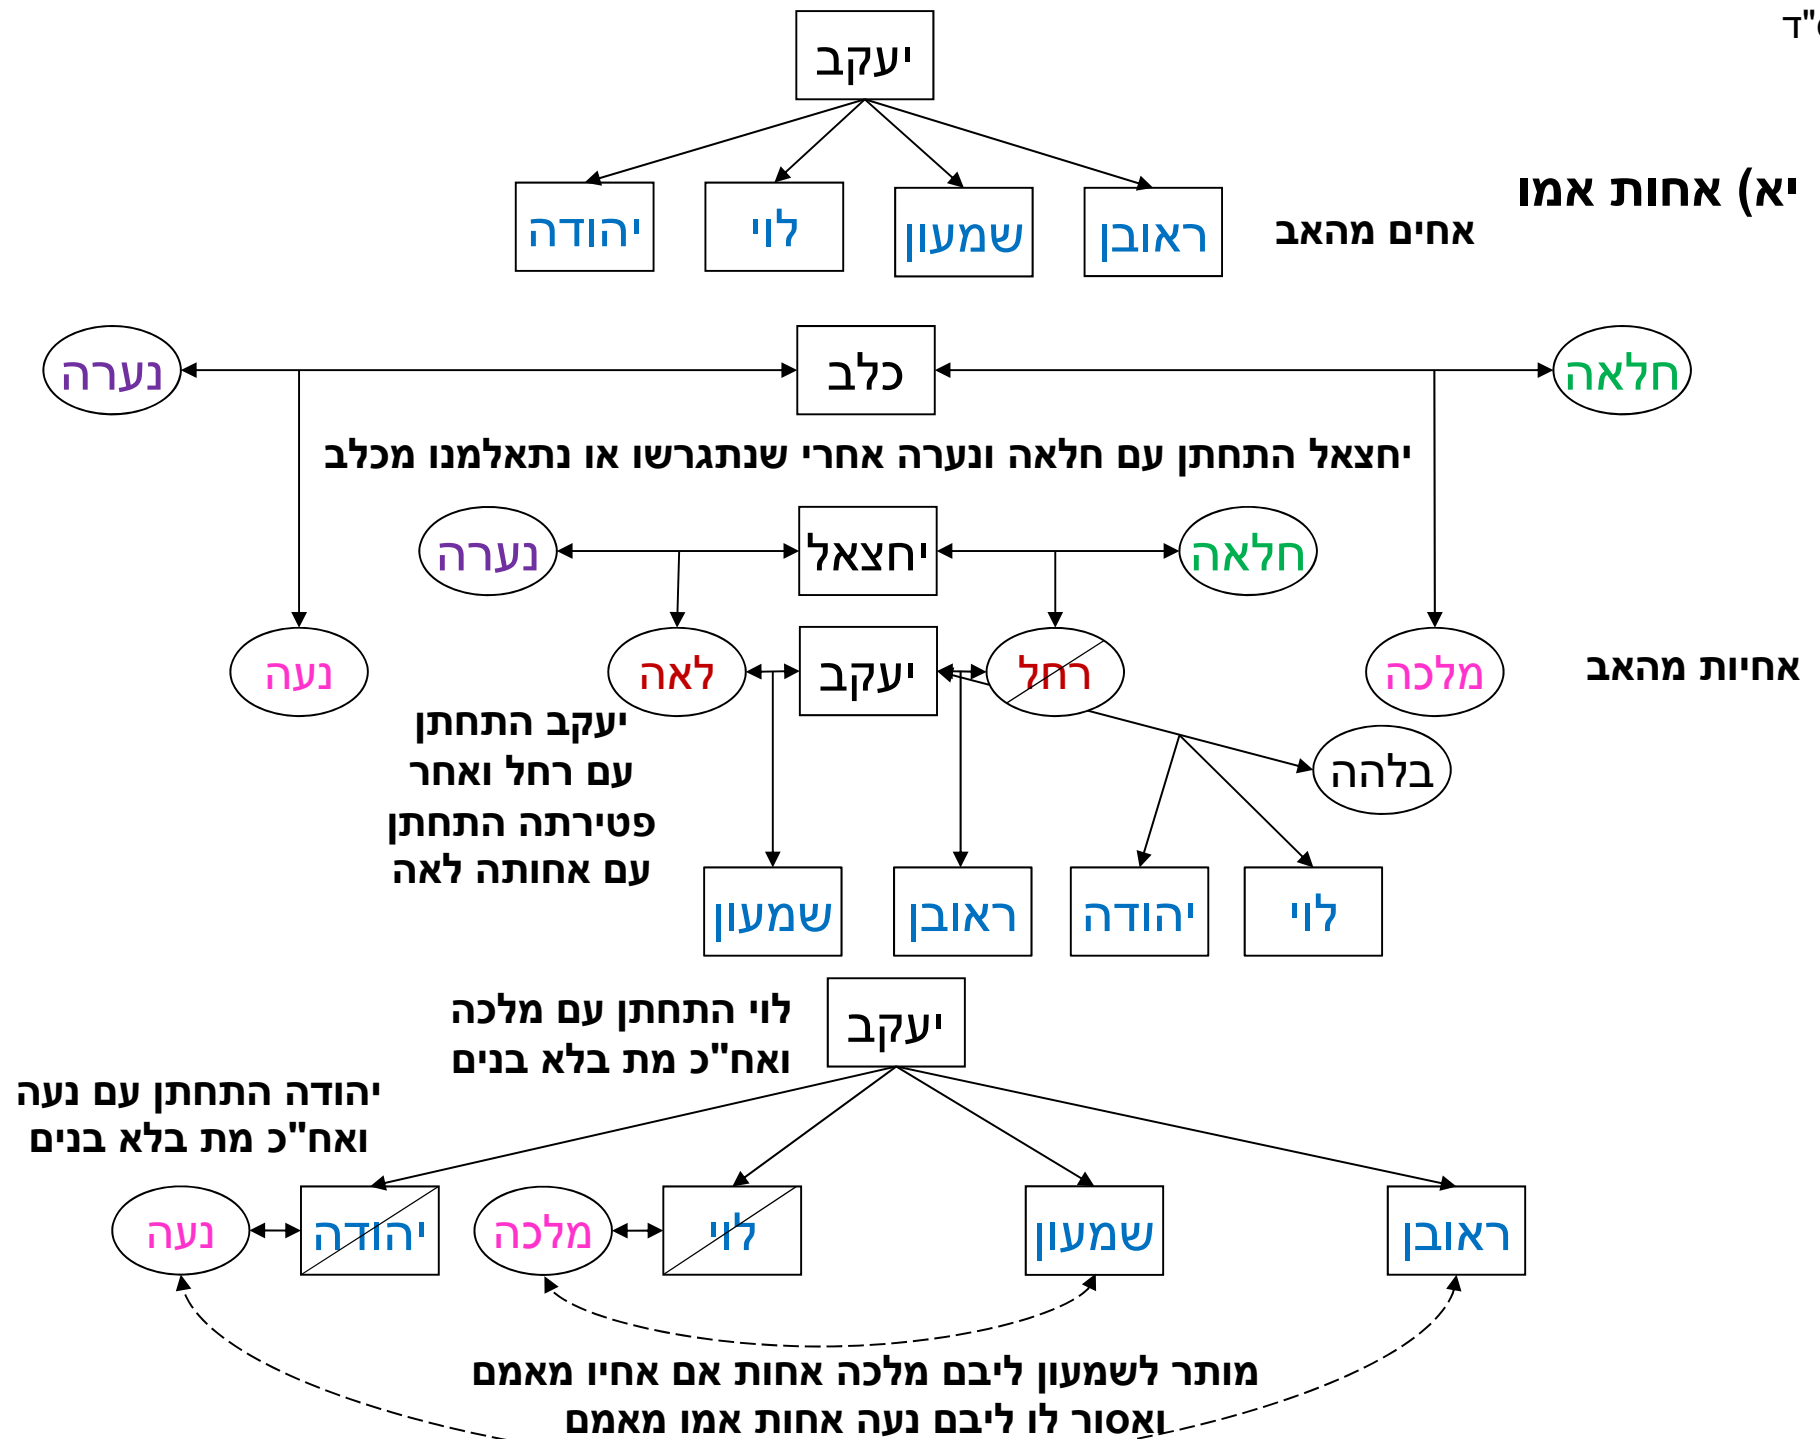 יעקב
יא) אחות אמו
אחים מהאב
ראובן
שמעון
לוי
יהודה
חלאה
כלב
נערה
יחצאל התחתן עם חלאה ונערה אחרי שנתגרשו או נתאלמנו מכלב
חלאה
יחצאל
נערה
אחיות מהאב
מלכה
רחל
יעקב
לאה
נעה
יעקב התחתן
עם רחל ואחר
פטירתה התחתן
עם אחותה לאה
בלהה
לוי
יהודה
ראובן
שמעון
יעקב
לוי התחתן עם מלכה
ואח"כ מת בלא בנים
יהודה התחתן עם נעה
ואח"כ מת בלא בנים
ראובן
שמעון
לוי
מלכה
יהודה
נעה
מותר לשמעון ליבם מלכה אחות אם אחיו מאמם
ואסור לו ליבם נעה אחות אמו מאמם